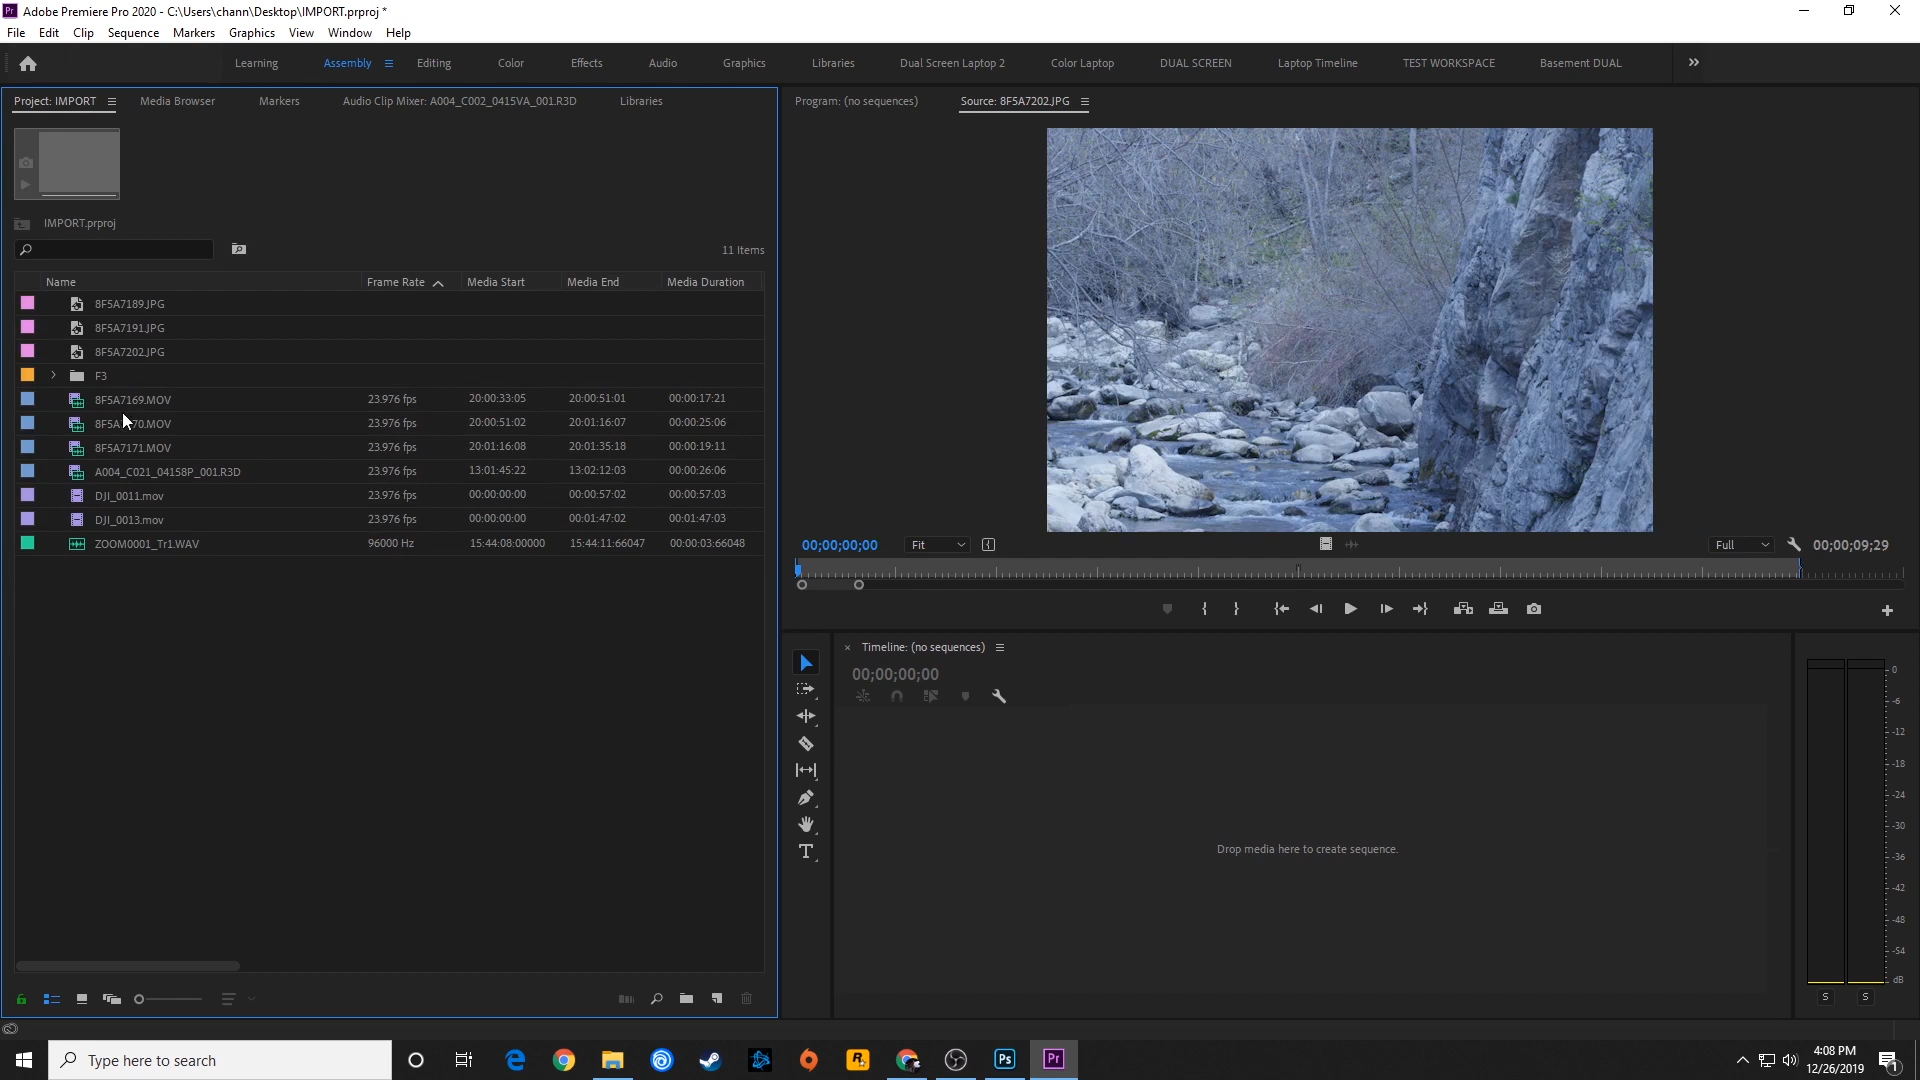 Pr Adobe Premiere Pro 2020 - C:\Users\chann\Desktop\IMPORT.prproj *
File Edit Clip Sequence Markers Graphics View Window Help
Learning Assembly Editing Color Effects Audio Graphics Libraries Dual Screen Laptop 2 Color Laptop DUAL SCREEN Laptop Timeline TEST WORKSPACE Basement DUAL
Project: IMPORT Media Browser Markers Audio Clip Mixer: A004_C002_0415VA_001.R3D Libraries
Program: (no sequences) Source: 8F5A7202.JPG
IMPORT.prproj
11 Items
Name Frame Rate Media Start Media End Media Duration
8F5A7189.JPG
8F5A7191.JPG
8F5A7202.JPG
F3
8F5A7169.MOV 23.976 fps 20:00:33:05 20:00:51:01 00:00:17:21
23.976 fps 20:00:51:02 20:01:16:07 00:00:25:06
8F5A7171.MOV 23.976 fps 20:01:16:08 20:01:35:18 00:00:19:11
A004_C021_04158P_001.R3D 23.976 fps 13:01:45:22 13:02:12:03 00:00:26:06
DJI_0011.mov 23.976 fps 00:00:00:00 00:00:57:02 00:00:57:03
DJI_0013.mov 23.976 fps 00:00:00:00 00:01:47:02 00:01:47:03
ZOOM0001_Tr1.WAV 96000 Hz 15:44:08:00000 15:44:11:66047 00:00:03:66048
00;00;00;00 Fit Full 00;00;09;29
Timeline: (no sequences)
00;00;00;00
Drop media here to create sequence.
T
0
-6
-12
-18
-24
-30
-36
-42
-48
-54
dB
S S
Type here to search
Ps Pr
4:08 PM
12/26/2019
1